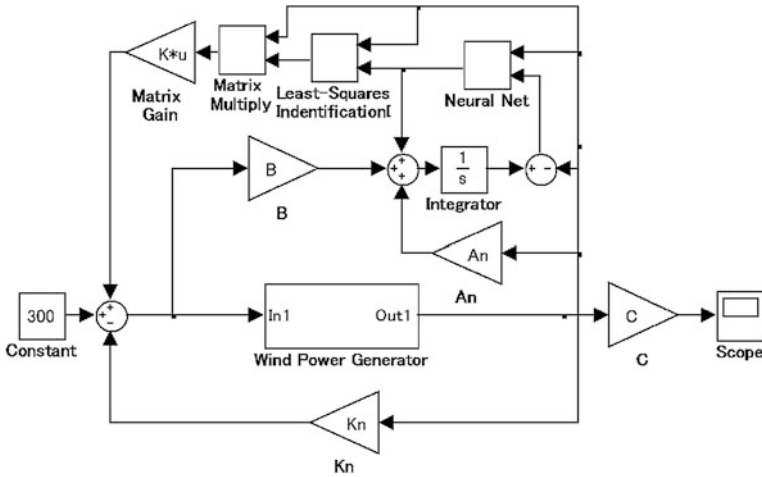 K*u
Matrix
Gain
Matrix
Multiply
Least-Squares
Indentification[
Neural Net
B
B
+
+
+
1
s
Integrator
+ -
An
An
300
Constant
+
+
-
In1
Out1
Wind Power Generator
C
C
Scope
Kn
Kn